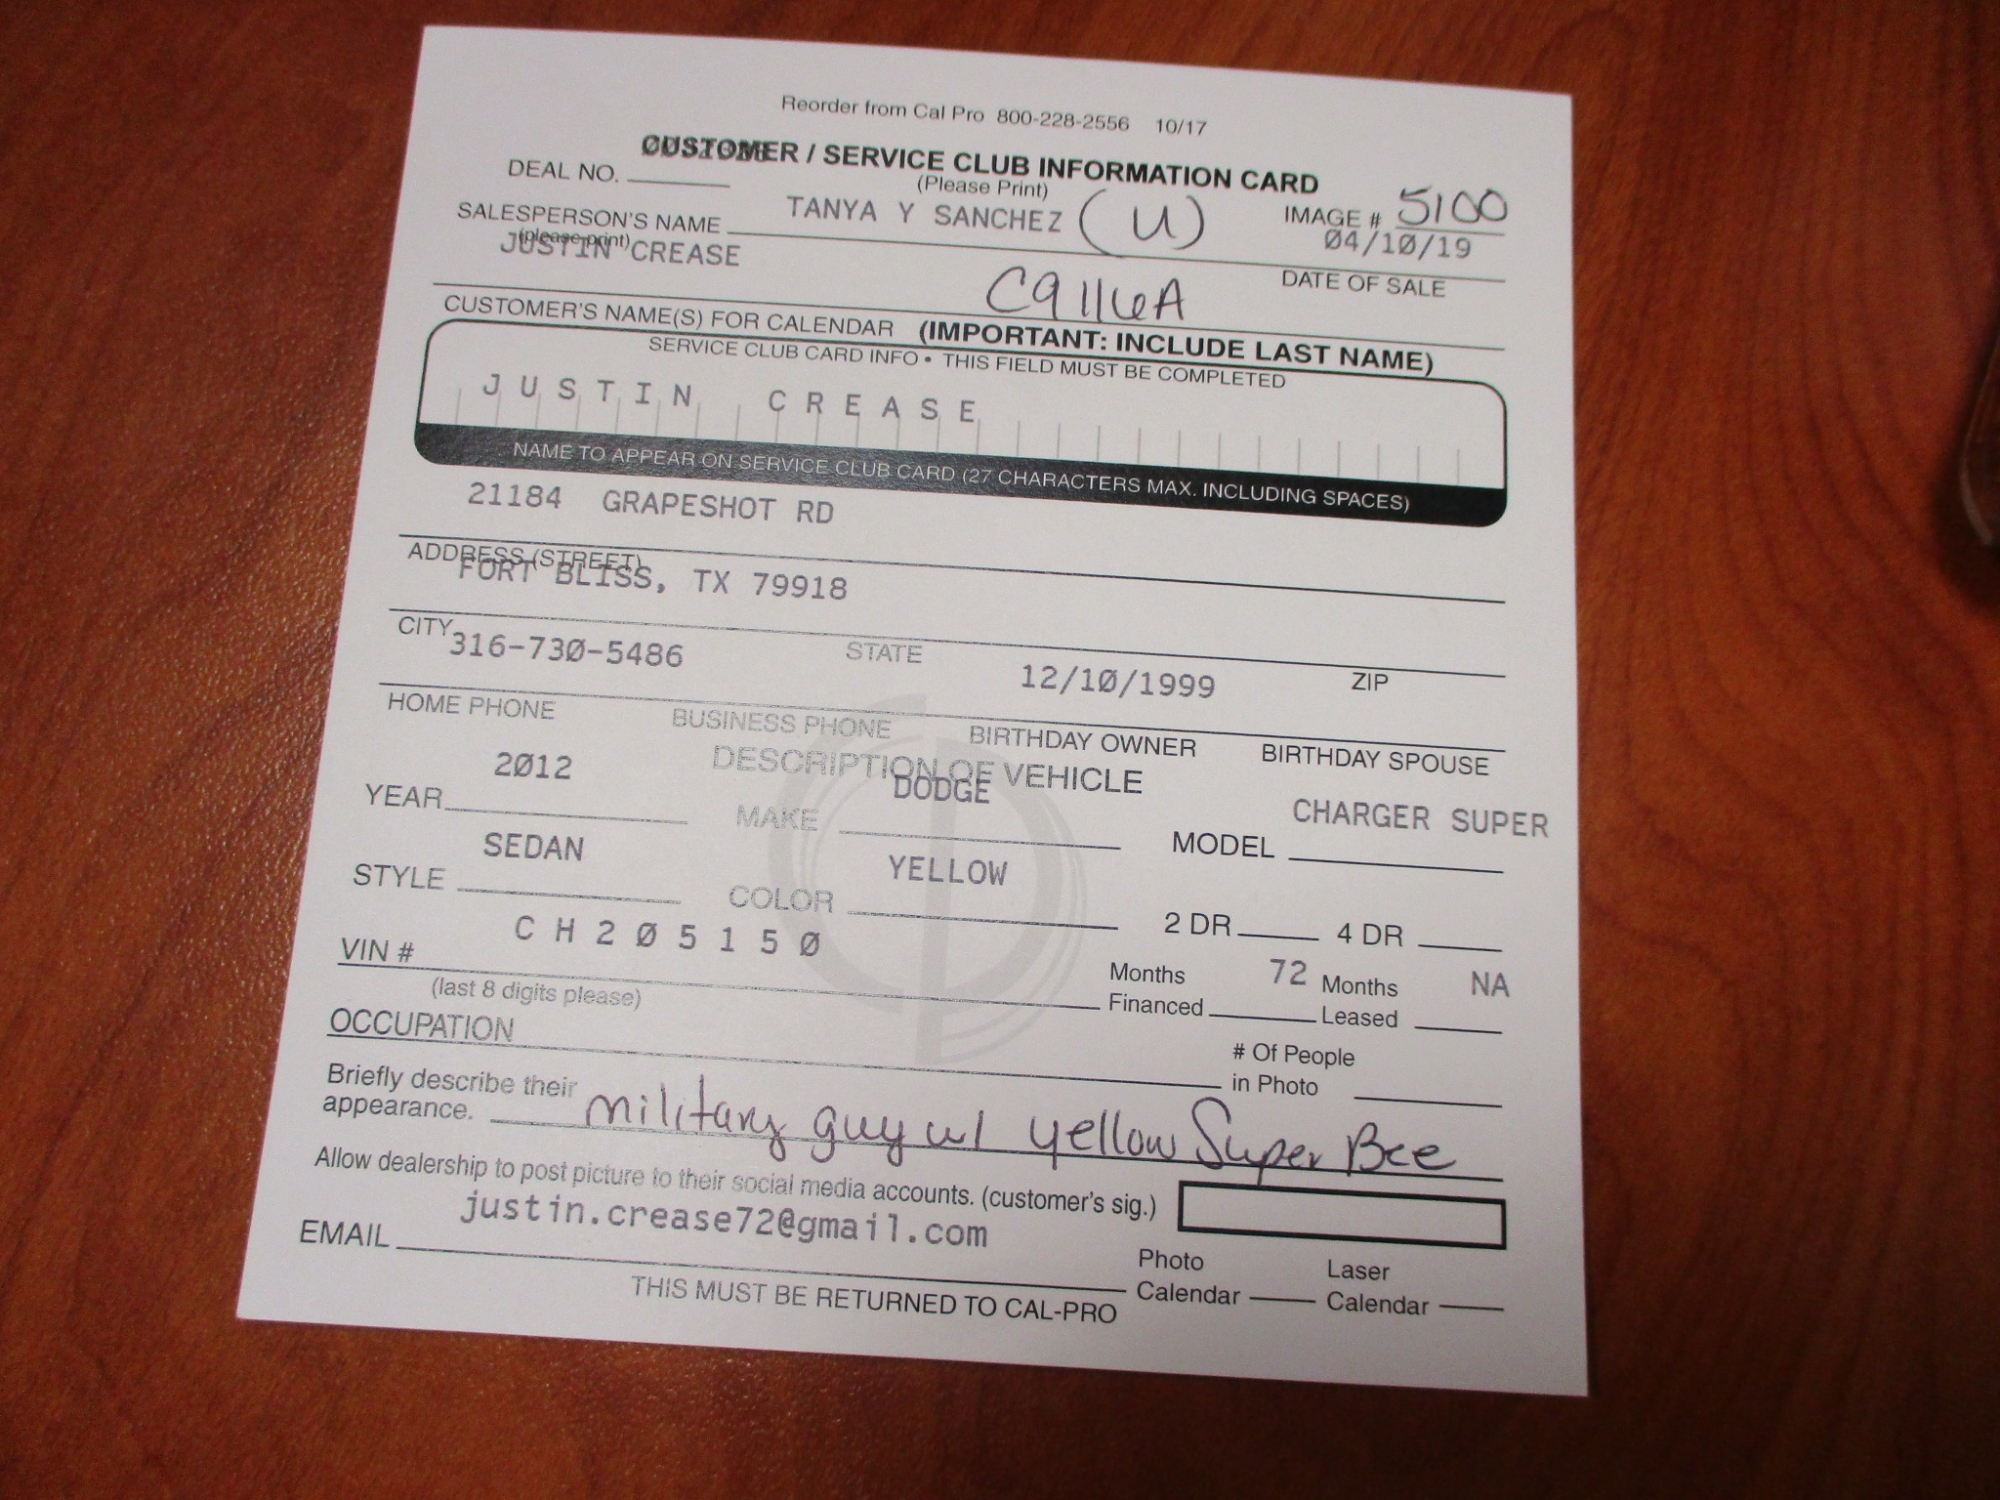 Reorder from Cal Pro 800-228-2556 10/17
CUSTOMER / SERVICE CLUB INFORMATION CARD
(Please Print)
DEAL NO.
SALESPERSON'S NAME TANYA Y SANCHEZ (U) IMAGE # 5100
(please print)
JUSTIN CREASE 04/10/19
DATE OF SALE
C9116A
CUSTOMER'S NAME(S) FOR CALENDAR (IMPORTANT: INCLUDE LAST NAME)
SERVICE CLUB CARD INFO • THIS FIELD MUST BE COMPLETED
JUSTIN CREASE
NAME TO APPEAR ON SERVICE CLUB CARD (27 CHARACTERS MAX. INCLUDING SPACES)
21184 GRAPESHOT RD
ADDRESS (STREET)
FORT BLISS, TX 79918
CITY STATE ZIP
316-730-5486 12/10/1999
HOME PHONE BUSINESS PHONE BIRTHDAY OWNER BIRTHDAY SPOUSE
DESCRIPTION OF VEHICLE
YEAR 2012 MAKE DODGE MODEL CHARGER SUPER
STYLE SEDAN COLOR YELLOW 2 DR 4 DR
VIN # CH205150
(last 8 digits please)
Months Financed 72 Months Leased NA
OCCUPATION
# Of People in Photo
Briefly describe their appearance. military guy w/ yellow Super Bee
Allow dealership to post picture to their social media accounts. (customer's sig.)
EMAIL justin.crease72@gmail.com
Photo Calendar Laser Calendar
THIS MUST BE RETURNED TO CAL-PRO